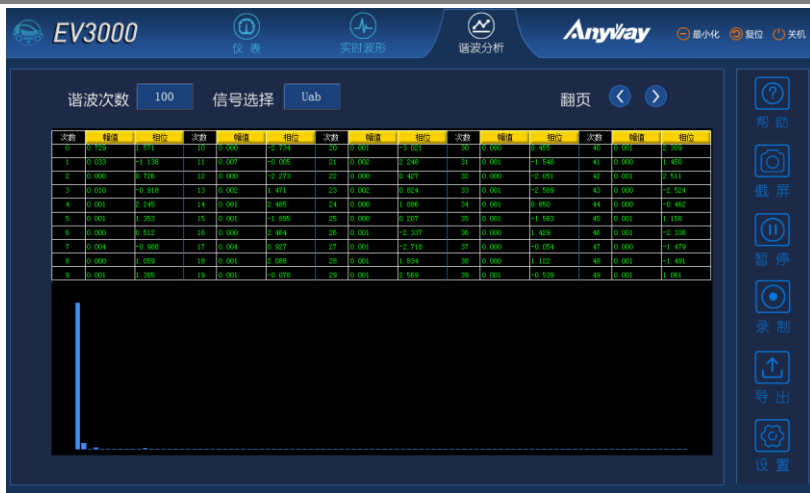 EV3000 仪表 实时波形 谐波分析 Anyway 最小化 复位 关机
谐波次数 100 信号选择 Uab 翻页
次数 幅值 相位 次数 幅值 相位 次数 幅值 相位 次数 幅值 相位 次数 幅值 相位
0 0.729 1.571 10 0.000 -2.734 20 0.001 -3.021 30 0.000 0.455 40 0.001 2.309
1 0.033 -1.138 11 0.007 -0.005 21 0.002 2.248 31 0.001 -1.548 41 0.000 1.450
2 0.000 0.726 12 0.000 -2.273 22 0.000 0.427 32 0.000 -2.051 42 0.001 2.511
3 0.010 -0.918 13 0.002 1.471 23 0.002 0.824 33 0.001 -2.589 43 0.000 -2.524
4 0.001 2.245 14 0.001 2.485 24 0.000 1.886 34 0.001 0.850 44 0.000 -0.462
5 0.001 1.353 15 0.001 -1.895 25 0.000 0.207 35 0.001 -1.563 45 0.001 1.158
6 0.000 0.512 16 0.000 2.464 26 0.001 -2.337 36 0.000 1.429 46 0.001 -2.336
7 0.004 -0.988 17 0.004 0.927 27 0.001 -2.718 37 0.000 -0.054 47 0.000 -1.479
8 0.000 1.059 18 0.001 2.088 28 0.001 1.834 38 0.000 1.122 48 0.001 -1.491
9 0.001 1.385 19 0.001 -0.078 29 0.001 2.569 39 0.001 -0.539 49 0.001 1.061
帮助
截屏
暂停
录制
导出
设置